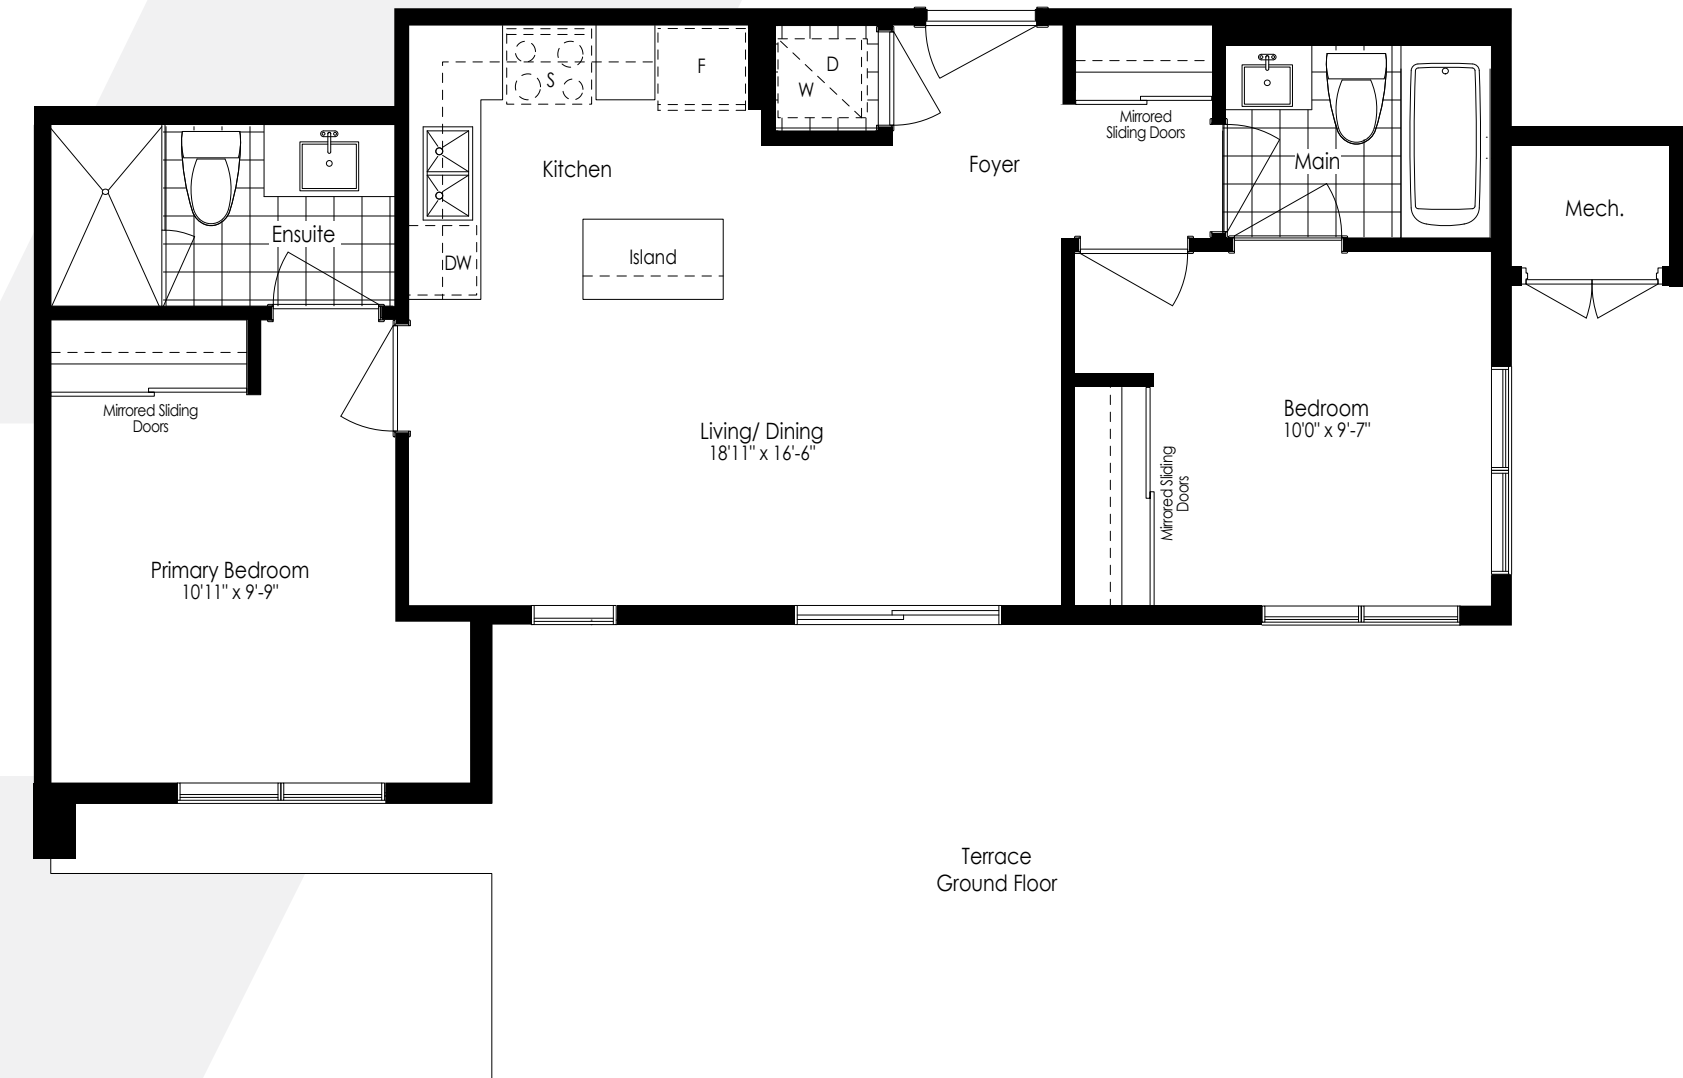 S
F
D
W
Mirrored
Sliding Doors
Kitchen
Foyer
Main
Mech.
Ensuite
DW
Island
Mirrored Sliding
Doors
Living/ Dining
18'11" x 16'-6"
Bedroom
10'0" x 9'-7"
Mirrored Sliding
Doors
Primary Bedroom
10'11" x 9'-9"
Terrace
Ground Floor